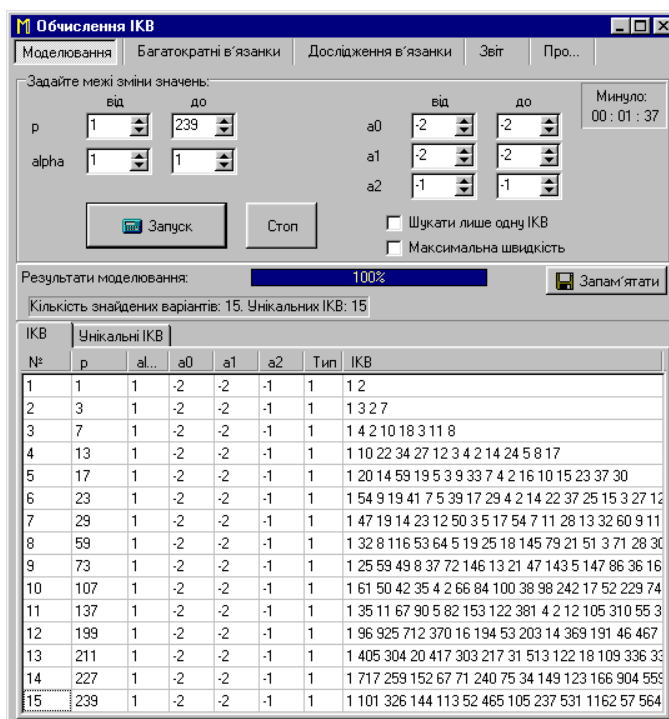 Обчислення ІКВ
Моделювання Багатократні в'язанки Дослідження в'язанки Звіт Про...
Задайте межі зміни значень:
від до від до Минуло:
00 : 01 : 37
p 1 239 a0 -2 -2
alpha 1 1 a1 -2 -2
a2 -1 -1
Запуск Стоп Шукати лише одну ІКВ
Максимальна швидкість
Результати моделювання: 100% Запам'ятати
Кількість знайдених варіантів: 15. Унікальних ІКВ: 15
ІКВ Унікальні ІКВ
№ p al... a0 a1 a2 Тип ІКВ
1 1 1 -2 -2 -1 1 1 2
2 3 1 -2 -2 -1 1 1 3 2 7
3 7 1 -2 -2 -1 1 1 4 2 10 18 3 11 8
4 13 1 -2 -2 -1 1 1 10 22 34 27 12 3 4 2 14 24 5 8 17
5 17 1 -2 -2 -1 1 1 20 14 59 19 5 3 9 33 7 4 2 16 10 15 23 37 30
6 23 1 -2 -2 -1 1 1 54 9 19 41 7 5 39 17 29 4 2 14 22 37 25 15 3 27 12
7 29 1 -2 -2 -1 1 1 47 19 14 23 12 50 3 5 17 54 7 11 28 13 32 60 9 11
8 59 1 -2 -2 -1 1 1 32 8 116 53 64 5 19 25 18 145 79 21 51 3 71 28 30
9 73 1 -2 -2 -1 1 1 25 59 49 8 37 72 146 13 21 47 143 5 147 86 36 16
10 107 1 -2 -2 -1 1 1 61 50 42 35 4 2 66 84 100 38 98 242 17 52 229 74
11 137 1 -2 -2 -1 1 1 35 11 67 90 5 82 153 122 381 4 2 12 105 310 55 3
12 199 1 -2 -2 -1 1 1 96 925 712 370 16 194 53 203 14 369 191 46 467
13 211 1 -2 -2 -1 1 1 405 304 20 417 303 217 31 513 122 18 109 336 33
14 227 1 -2 -2 -1 1 1 717 259 152 67 71 240 75 34 149 123 166 904 559
15 239 1 -2 -2 -1 1 1 101 326 144 113 52 465 105 237 531 1162 57 564